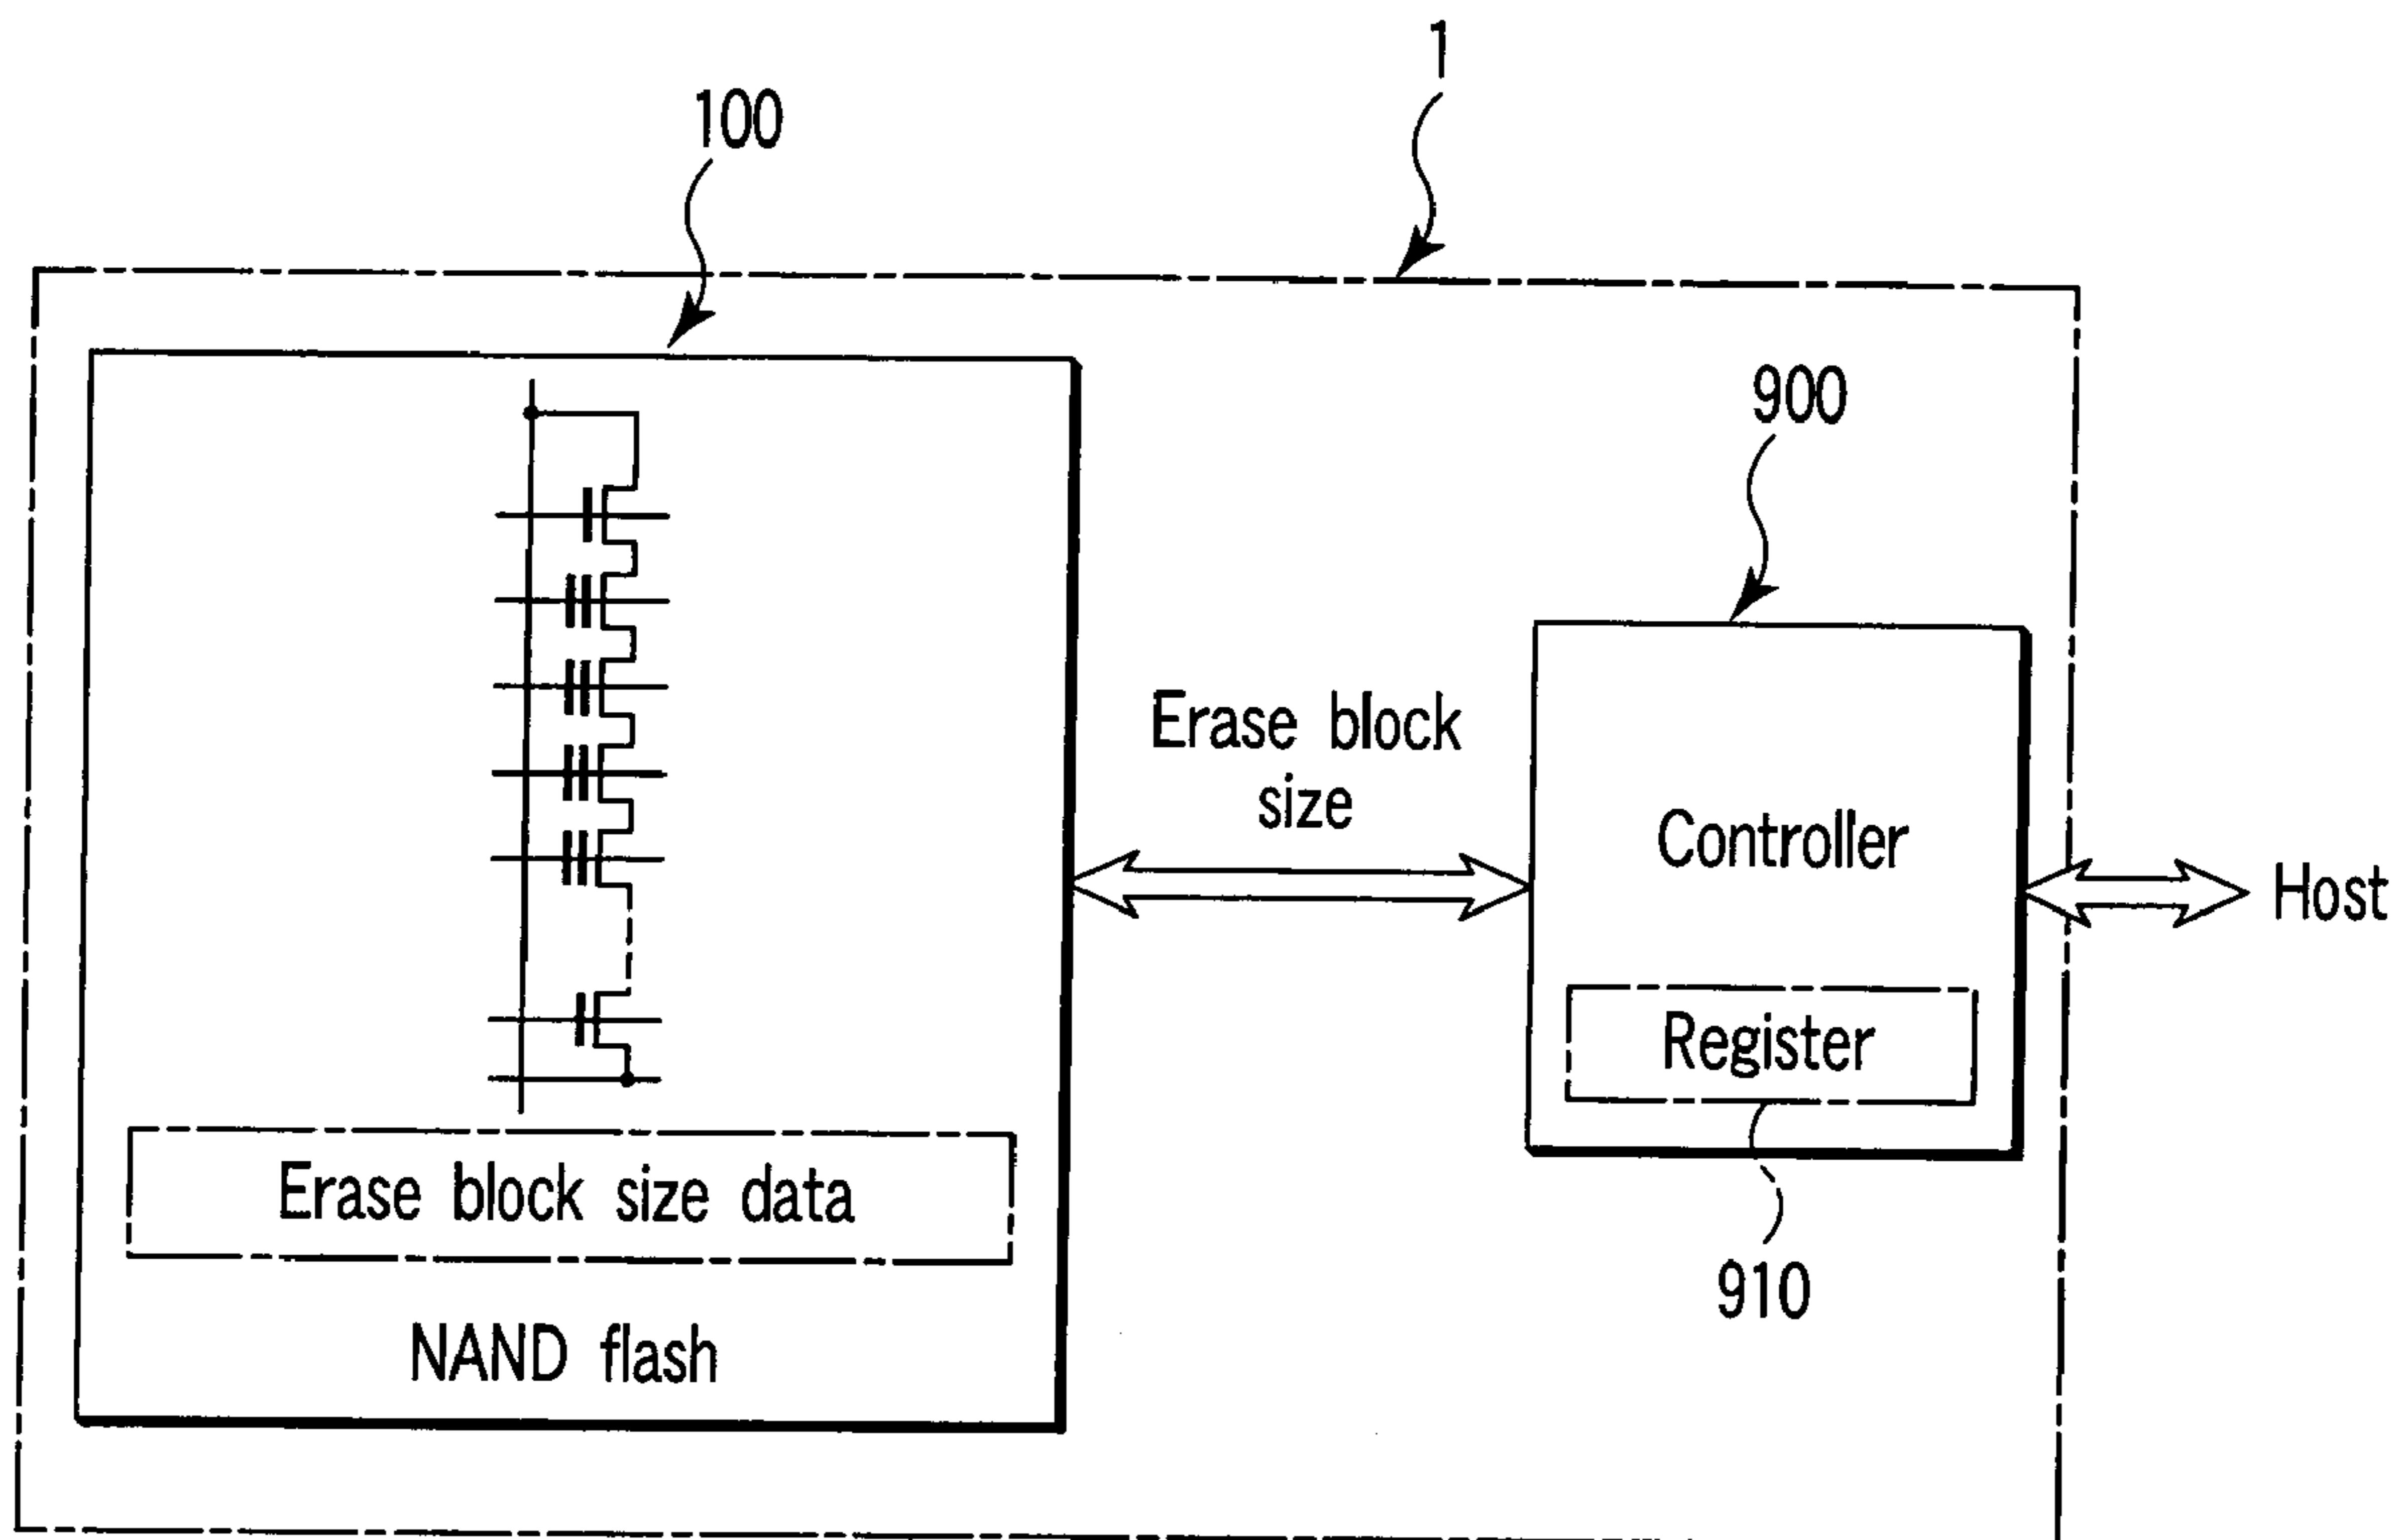 1
100
900
Erase block
size
Controller
Host
Register
Erase block size data
910
NAND flash